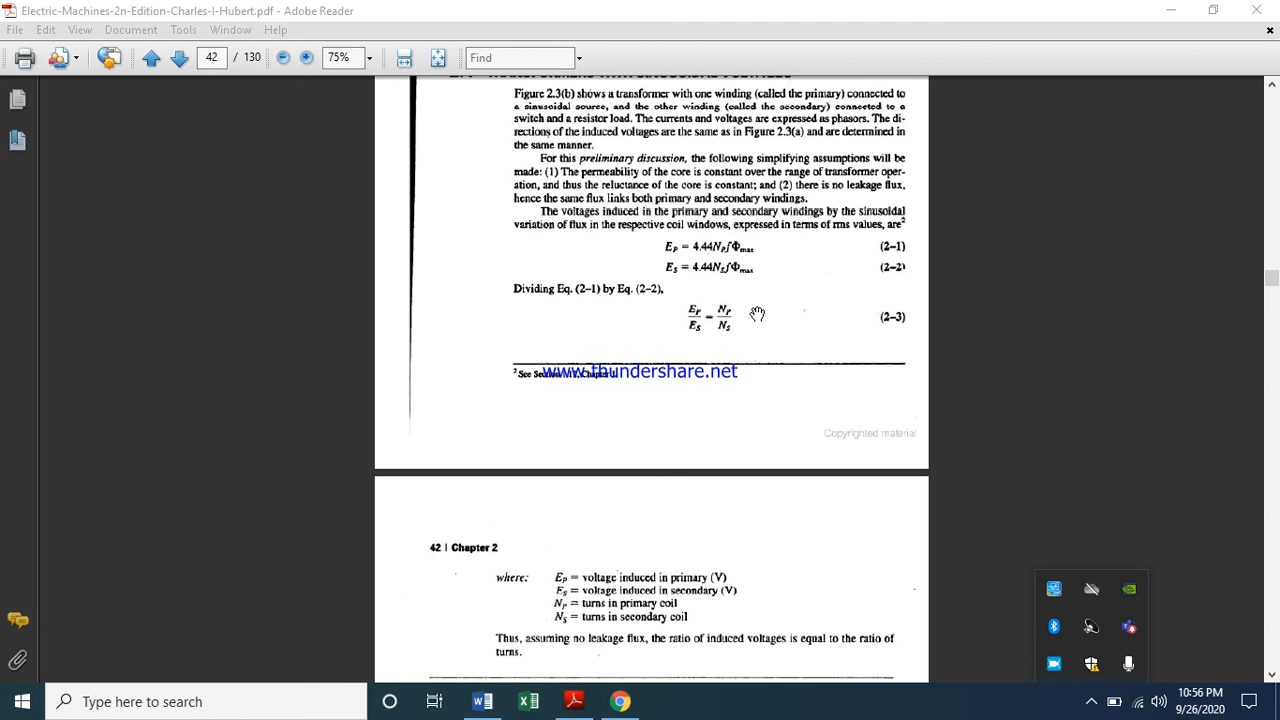 Electric-Machines-2n-Edition-Charles-I-Hubert.pdf - Adobe Reader
File Edit View Document Tools Window Help
42 / 130 75% Find
TRANSFORMERS WITH SINUSOIDAL VOLTAGES
Figure 2.3(b) shows a transformer with one winding (called the primary) connected to
a sinusoidal source, and the other winding (called the secondary) connected to a
switch and a resistor load. The currents and voltages are expressed as phasors. The di-
rections of the induced voltages are the same as in Figure 2.3(a) and are determined in
the same manner.
For this preliminary discussion, the following simplifying assumptions will be
made: (1) The permeability of the core is constant over the range of transformer oper-
ation, and thus the reluctance of the core is constant; and (2) there is no leakage flux,
hence the same flux links both primary and secondary windings.
The voltages induced in the primary and secondary windings by the sinusoidal
variation of flux in the respective coil windows, expressed in terms of rms values, are²
E_P = 4.44N_P fΦ_max (2–1)
E_S = 4.44N_S fΦ_max (2–2)
Dividing Eq. (2–1) by Eq. (2–2),
E_P/E_S = N_P/N_S (2–3)
www.thundershare.net
² See Section Chapter
Copyrighted material
42 | Chapter 2
where: E_P = voltage induced in primary (V)
E_S = voltage induced in secondary (V)
N_P = turns in primary coil
N_S = turns in secondary coil
Thus, assuming no leakage flux, the ratio of induced voltages is equal to the ratio of
turns.
Type here to search
10:56 PM
9/26/2020